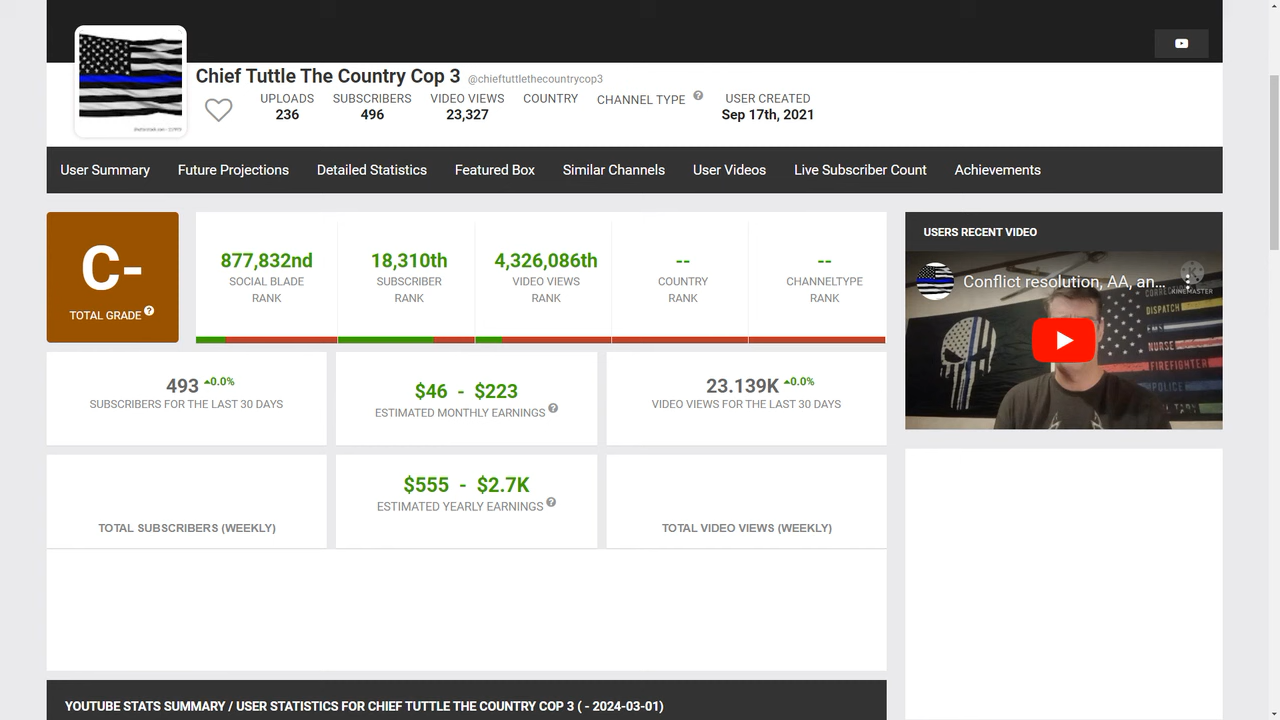 Chief Tuttle The Country Cop 3 @chieftuttlethecountrycop3
UPLOADS SUBSCRIBERS VIDEO VIEWS COUNTRY CHANNEL TYPE USER CREATED
236 496 23,327 Sep 17th, 2021
User Summary Future Projections Detailed Statistics Featured Box Similar Channels User Videos Live Subscriber Count Achievements
C-
TOTAL GRADE
877,832nd 18,310th 4,326,086th -- --
SOCIAL BLADE SUBSCRIBER VIDEO VIEWS COUNTRY CHANNELTYPE
RANK RANK RANK RANK RANK
USERS RECENT VIDEO
Conflict resolution, AA, an...
KINEMASTER
DISPATCH
EMS
NURSE
FIREFIGHTER
POLICE
493 0.0%
SUBSCRIBERS FOR THE LAST 30 DAYS
$46 - $223
ESTIMATED MONTHLY EARNINGS
23.139K 0.0%
VIDEO VIEWS FOR THE LAST 30 DAYS
TOTAL SUBSCRIBERS (WEEKLY)
$555 - $2.7K
ESTIMATED YEARLY EARNINGS
TOTAL VIDEO VIEWS (WEEKLY)
YOUTUBE STATS SUMMARY / USER STATISTICS FOR CHIEF TUTTLE THE COUNTRY COP 3 ( - 2024-03-01)